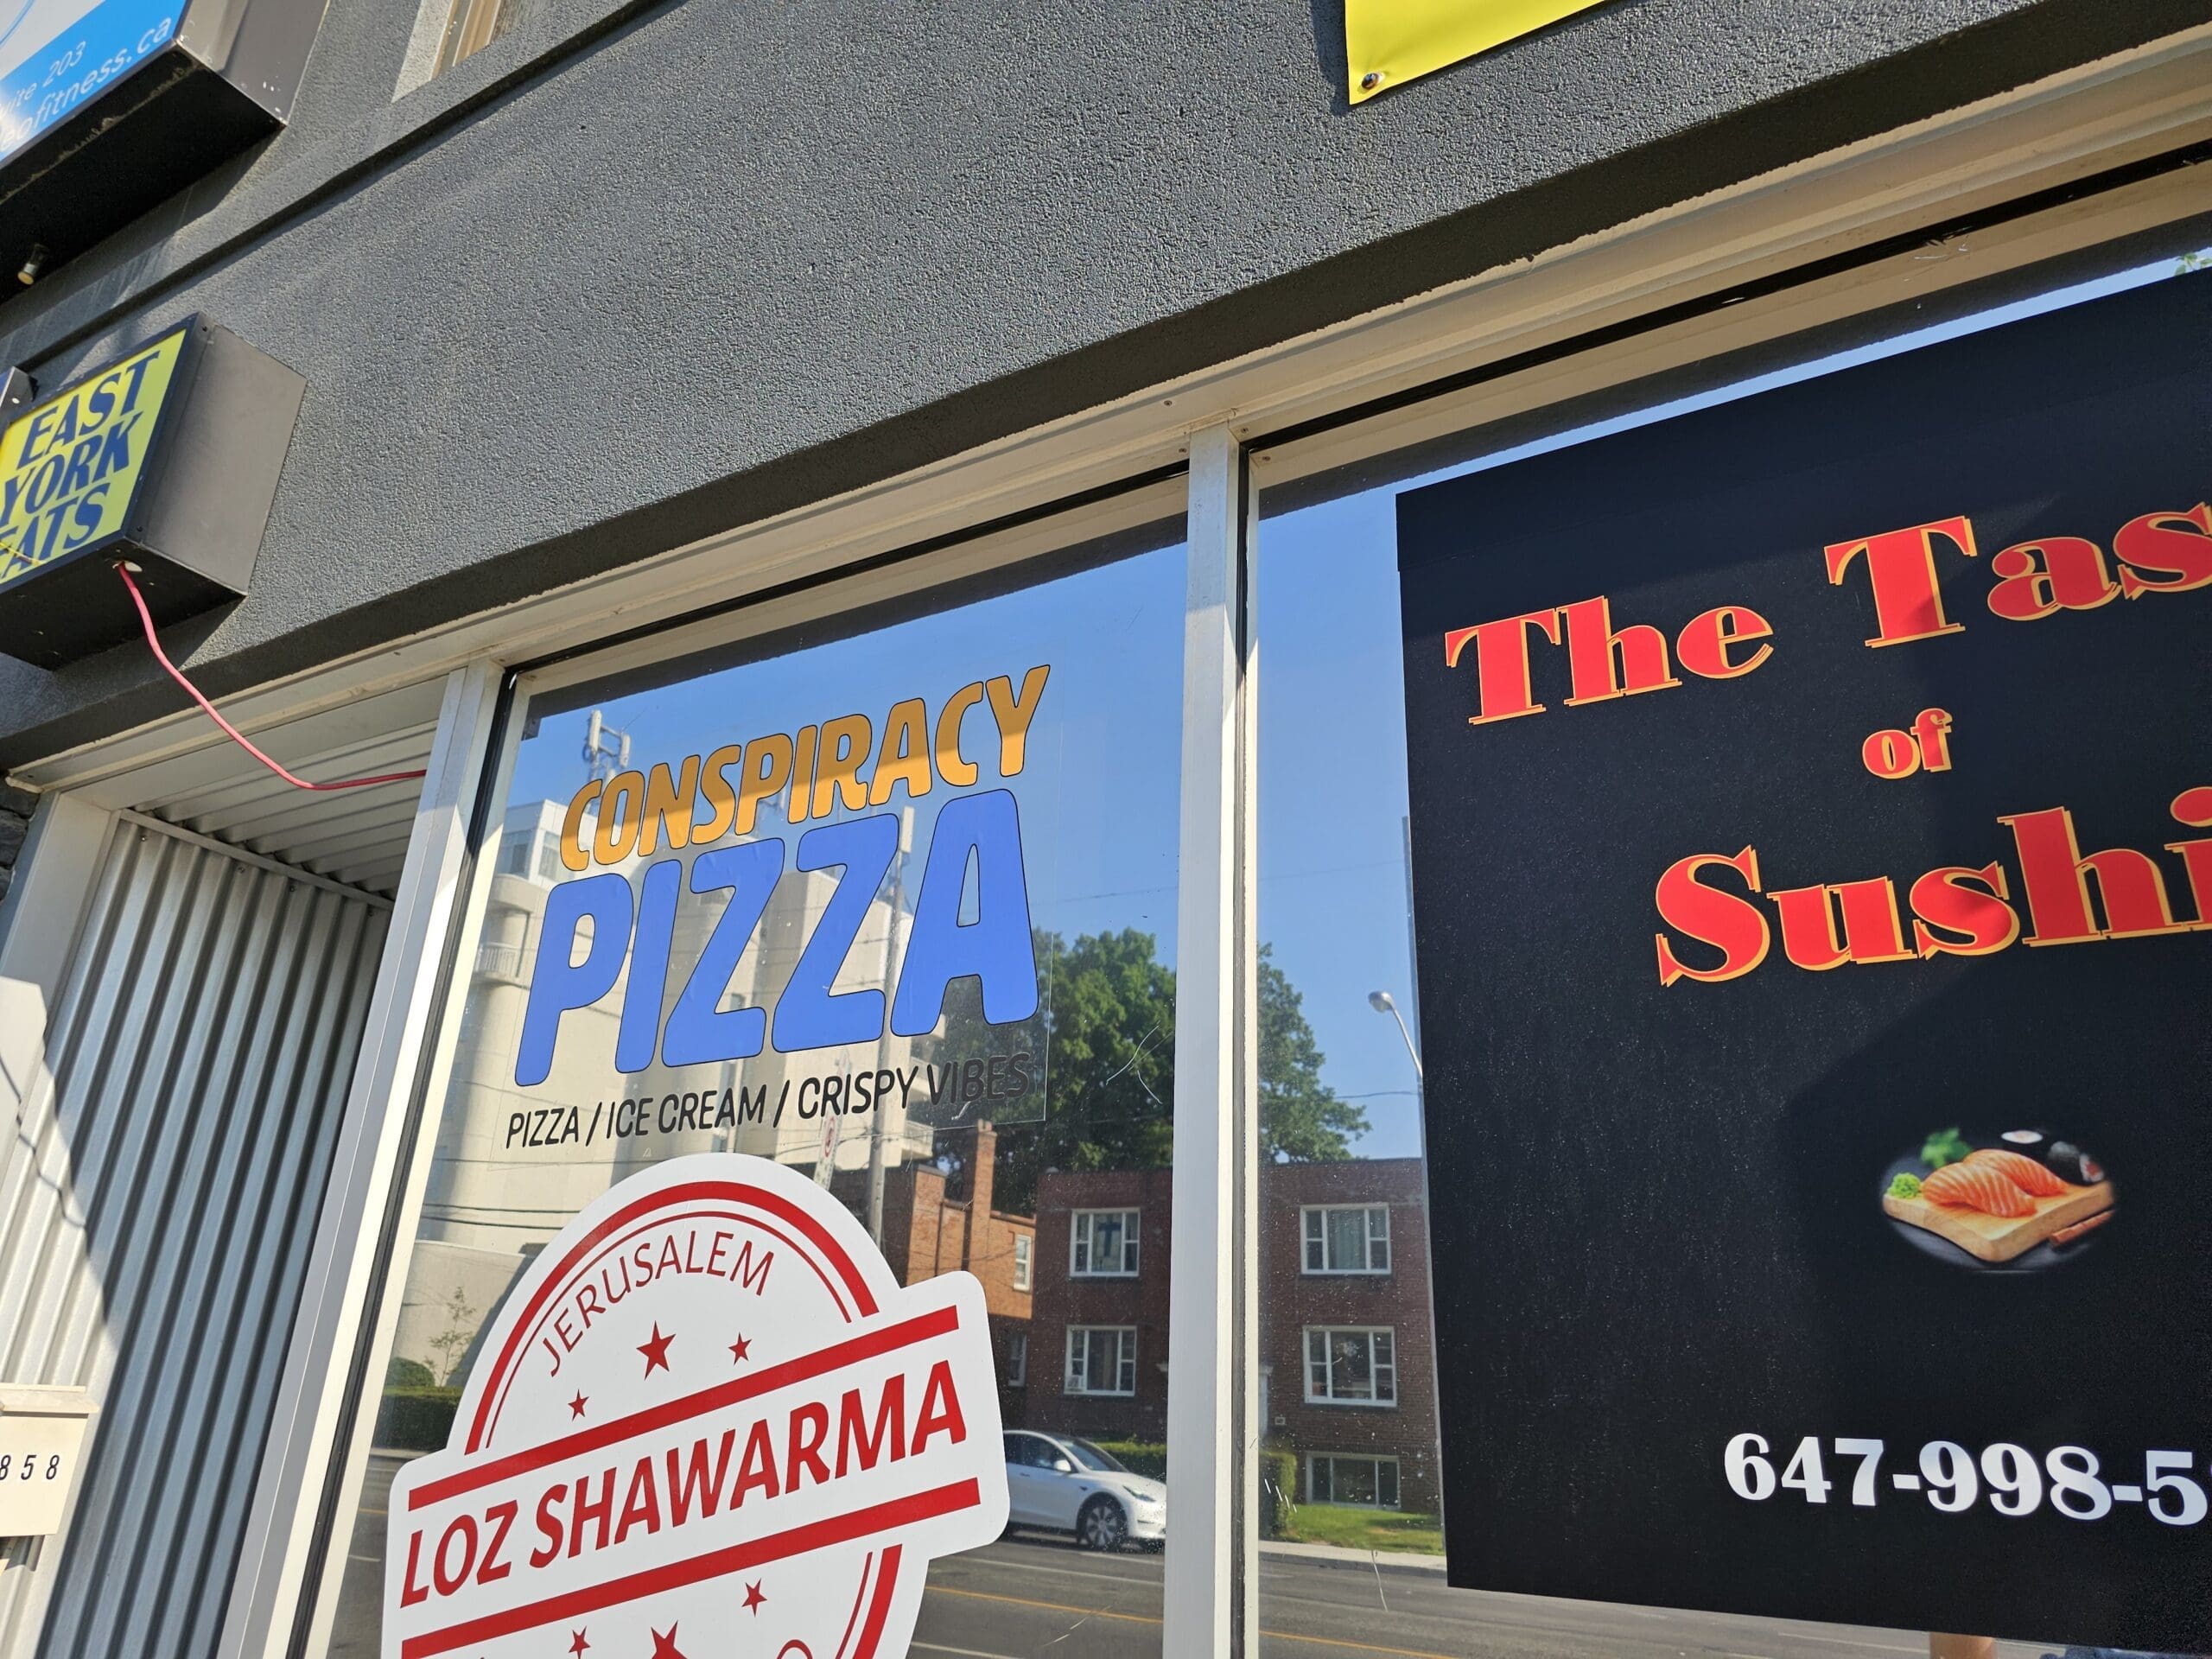 203
EAST
YORK
EATS
CONSPIRACY
PIZZA
PIZZA / ICE CREAM / CRISPY VIBES
JERUSALEM
LOZ SHAWARMA
858
The
of
Sushi
647-998-5